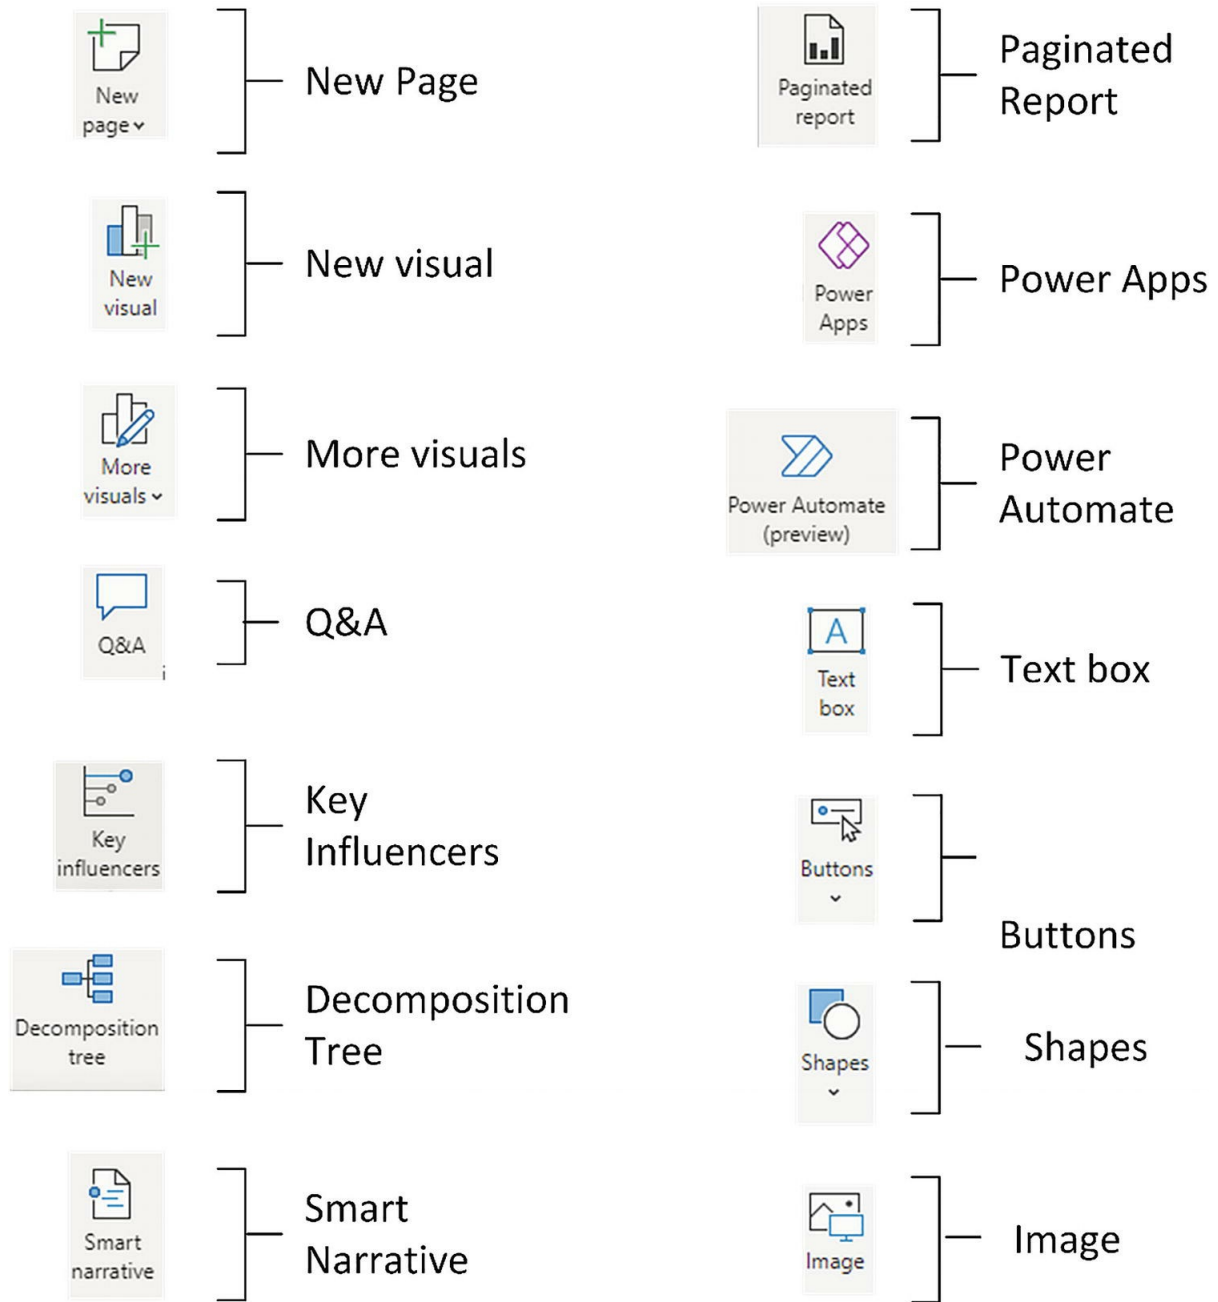 New
page
New Page
New
visual
New visual
More
visuals
More visuals
Q&A
i
Q&A
Key
influencers
Key
Influencers
Decomposition
tree
Decomposition
Tree
Smart
narrative
Smart
Narrative
Paginated
report
Paginated
Report
Power
Apps
Power Apps
Power Automate
(preview)
Power
Automate
Text
box
Text box
Buttons
Buttons
Shapes
Shapes
Image
Image